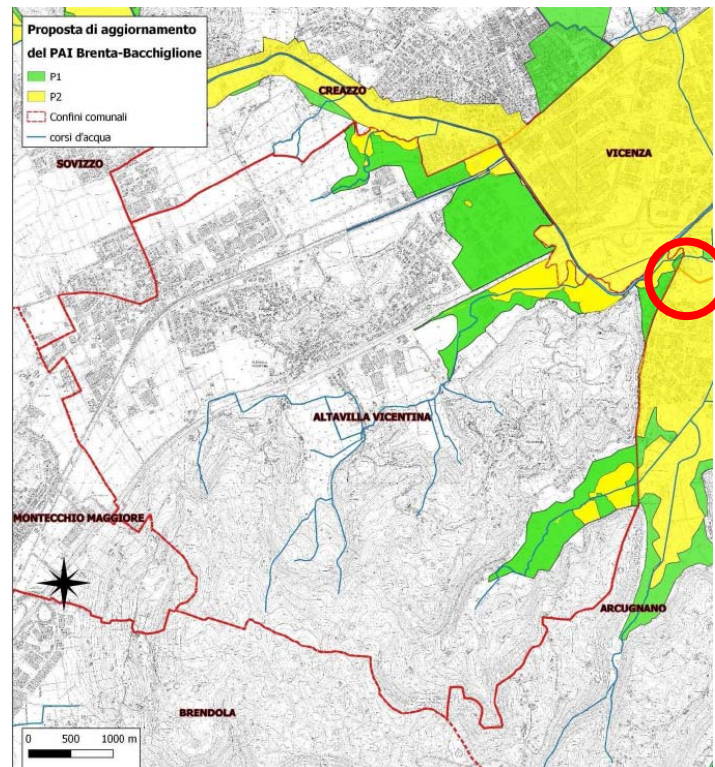 Proposta di aggiornamento
del PAI Brenta-Bacchiglione
P1
P2
Confini comunali
corsi d'acqua
CREAZZO
SOVIZZO
VICENZA
ALTAVILLA VICENTINA
MONTECCHIO MAGGIORE
ARCUGNANO
BRENDOLA
0 500 1000 m